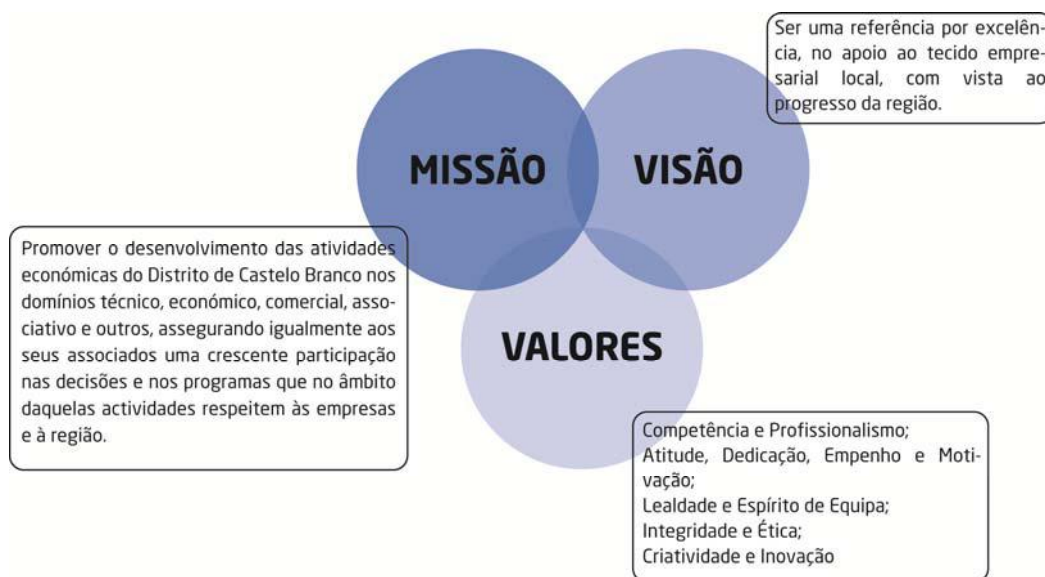 Ser uma referência por excelên-
cia, no apoio ao tecido empre-
sarial local, com vista ao
progresso da região.
MISSÃO
VISÃO
Promover o desenvolvimento das atividades
económicas do Distrito de Castelo Branco nos
domínios técnico, económico, comercial, asso-
ciativo e outros, assegurando igualmente aos
seus associados uma crescente participação
nas decisões e nos programas que no âmbito
daquelas actividades respeitem às empresas
e à região.
VALORES
Competência e Profissionalismo;
Atitude, Dedicação, Empenho e Moti-
vação;
Lealdade e Espírito de Equipa;
Integridade e Ética;
Criatividade e Inovação